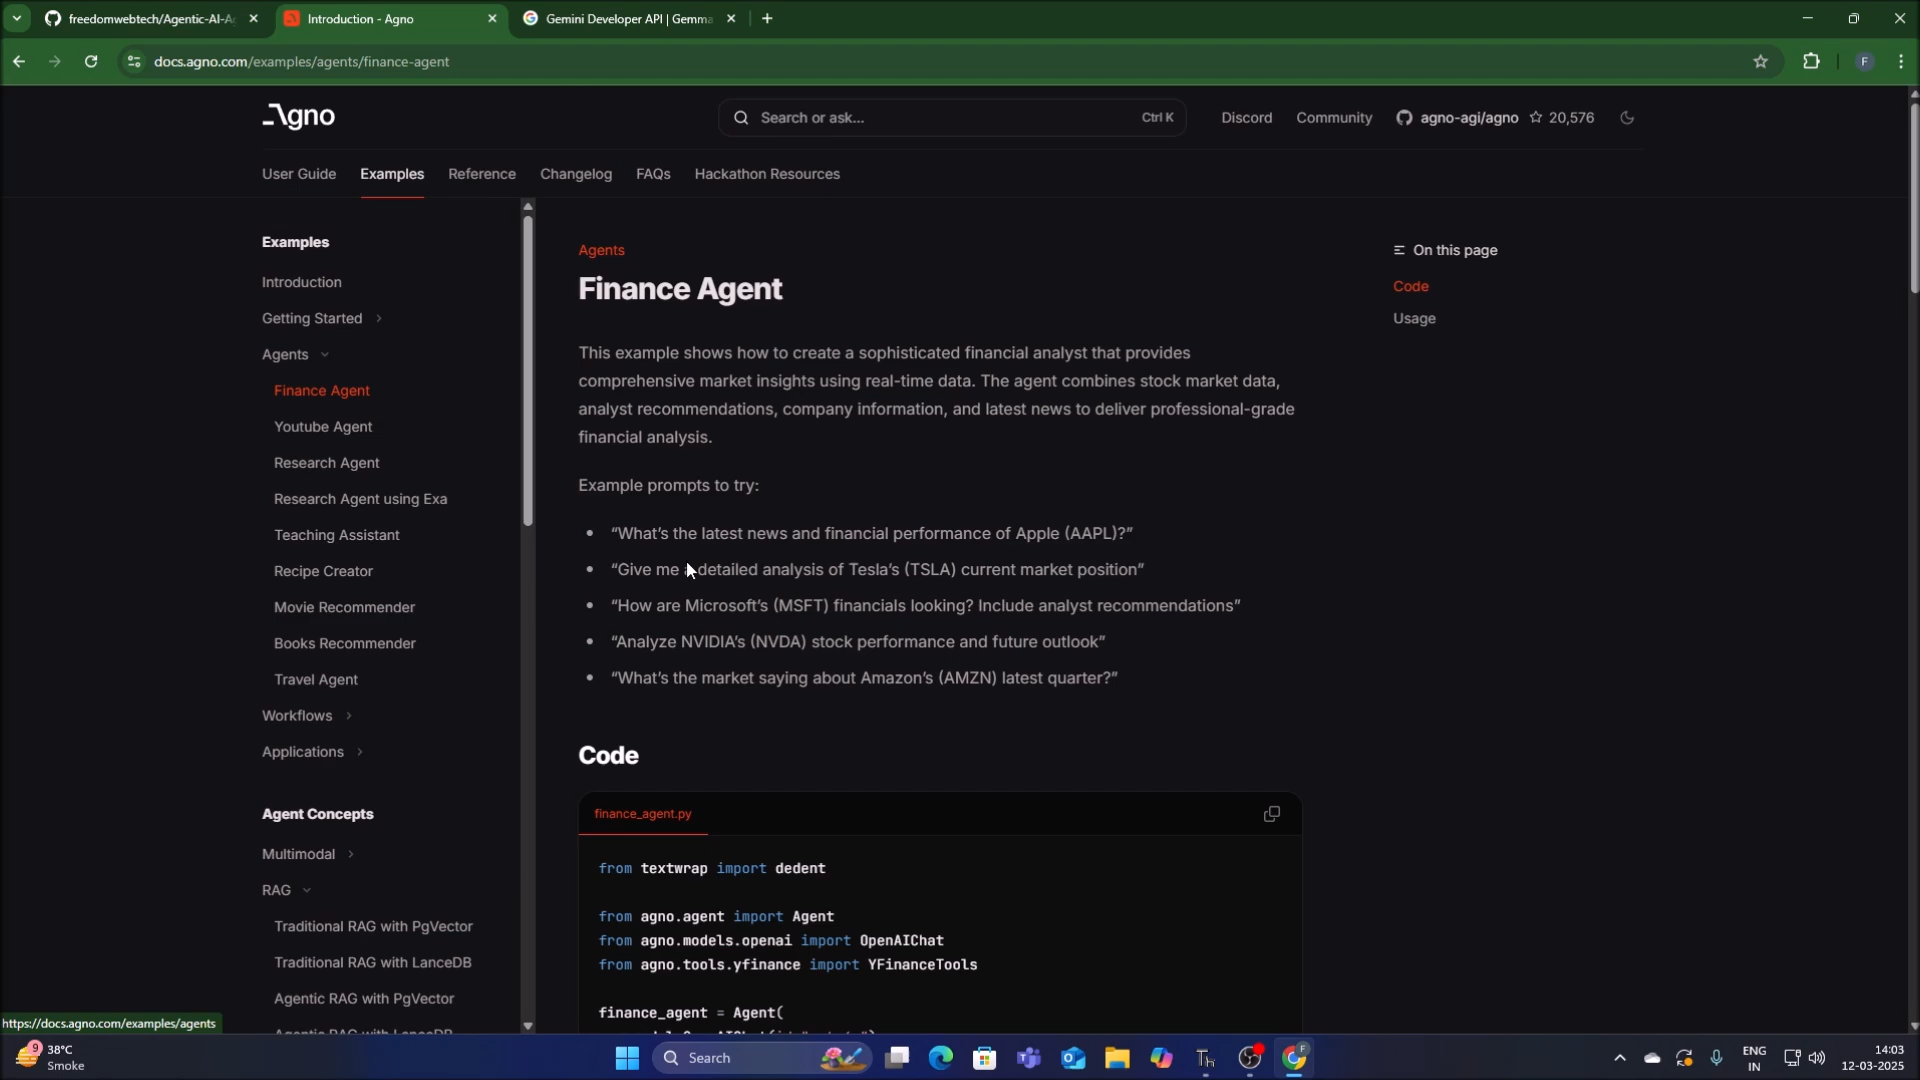 freedomwebtech/Agentic-AI-A
Introduction - Agno
Gemini Developer API | Gemma
docs.agno.com/examples/agents/finance-agent
F
Agno
Search or ask...
Ctrl K
Discord
Community
agno-agi/agno
20,576
User Guide
Examples
Reference
Changelog
FAQs
Hackathon Resources
Examples
Introduction
Getting Started
Agents
Finance Agent
Youtube Agent
Research Agent
Research Agent using Exa
Teaching Assistant
Recipe Creator
Movie Recommender
Books Recommender
Travel Agent
Workflows
Applications
Agent Concepts
Multimodal
RAG
Traditional RAG with PgVector
Traditional RAG with LanceDB
Agentic RAG with PgVector
Agentic RAG with LanceDB
Agents
Finance Agent
This example shows how to create a sophisticated financial analyst that provides
comprehensive market insights using real-time data. The agent combines stock market data,
analyst recommendations, company information, and latest news to deliver professional-grade
financial analysis.
Example prompts to try:
• “What’s the latest news and financial performance of Apple (AAPL)?”
• “Give me a detailed analysis of Tesla’s (TSLA) current market position”
• “How are Microsoft’s (MSFT) financials looking? Include analyst recommendations”
• “Analyze NVIDIA’s (NVDA) stock performance and future outlook”
• “What’s the market saying about Amazon’s (AMZN) latest quarter?”
Code
finance_agent.py
from textwrap import dedent
from agno.agent import Agent
from agno.models.openai import OpenAIChat
from agno.tools.yfinance import YFinanceTools
finance_agent = Agent(
On this page
Code
Usage
https://docs.agno.com/examples/agents
9
38°C
Smoke
Search
F
ENG
IN
14:03
12-03-2025